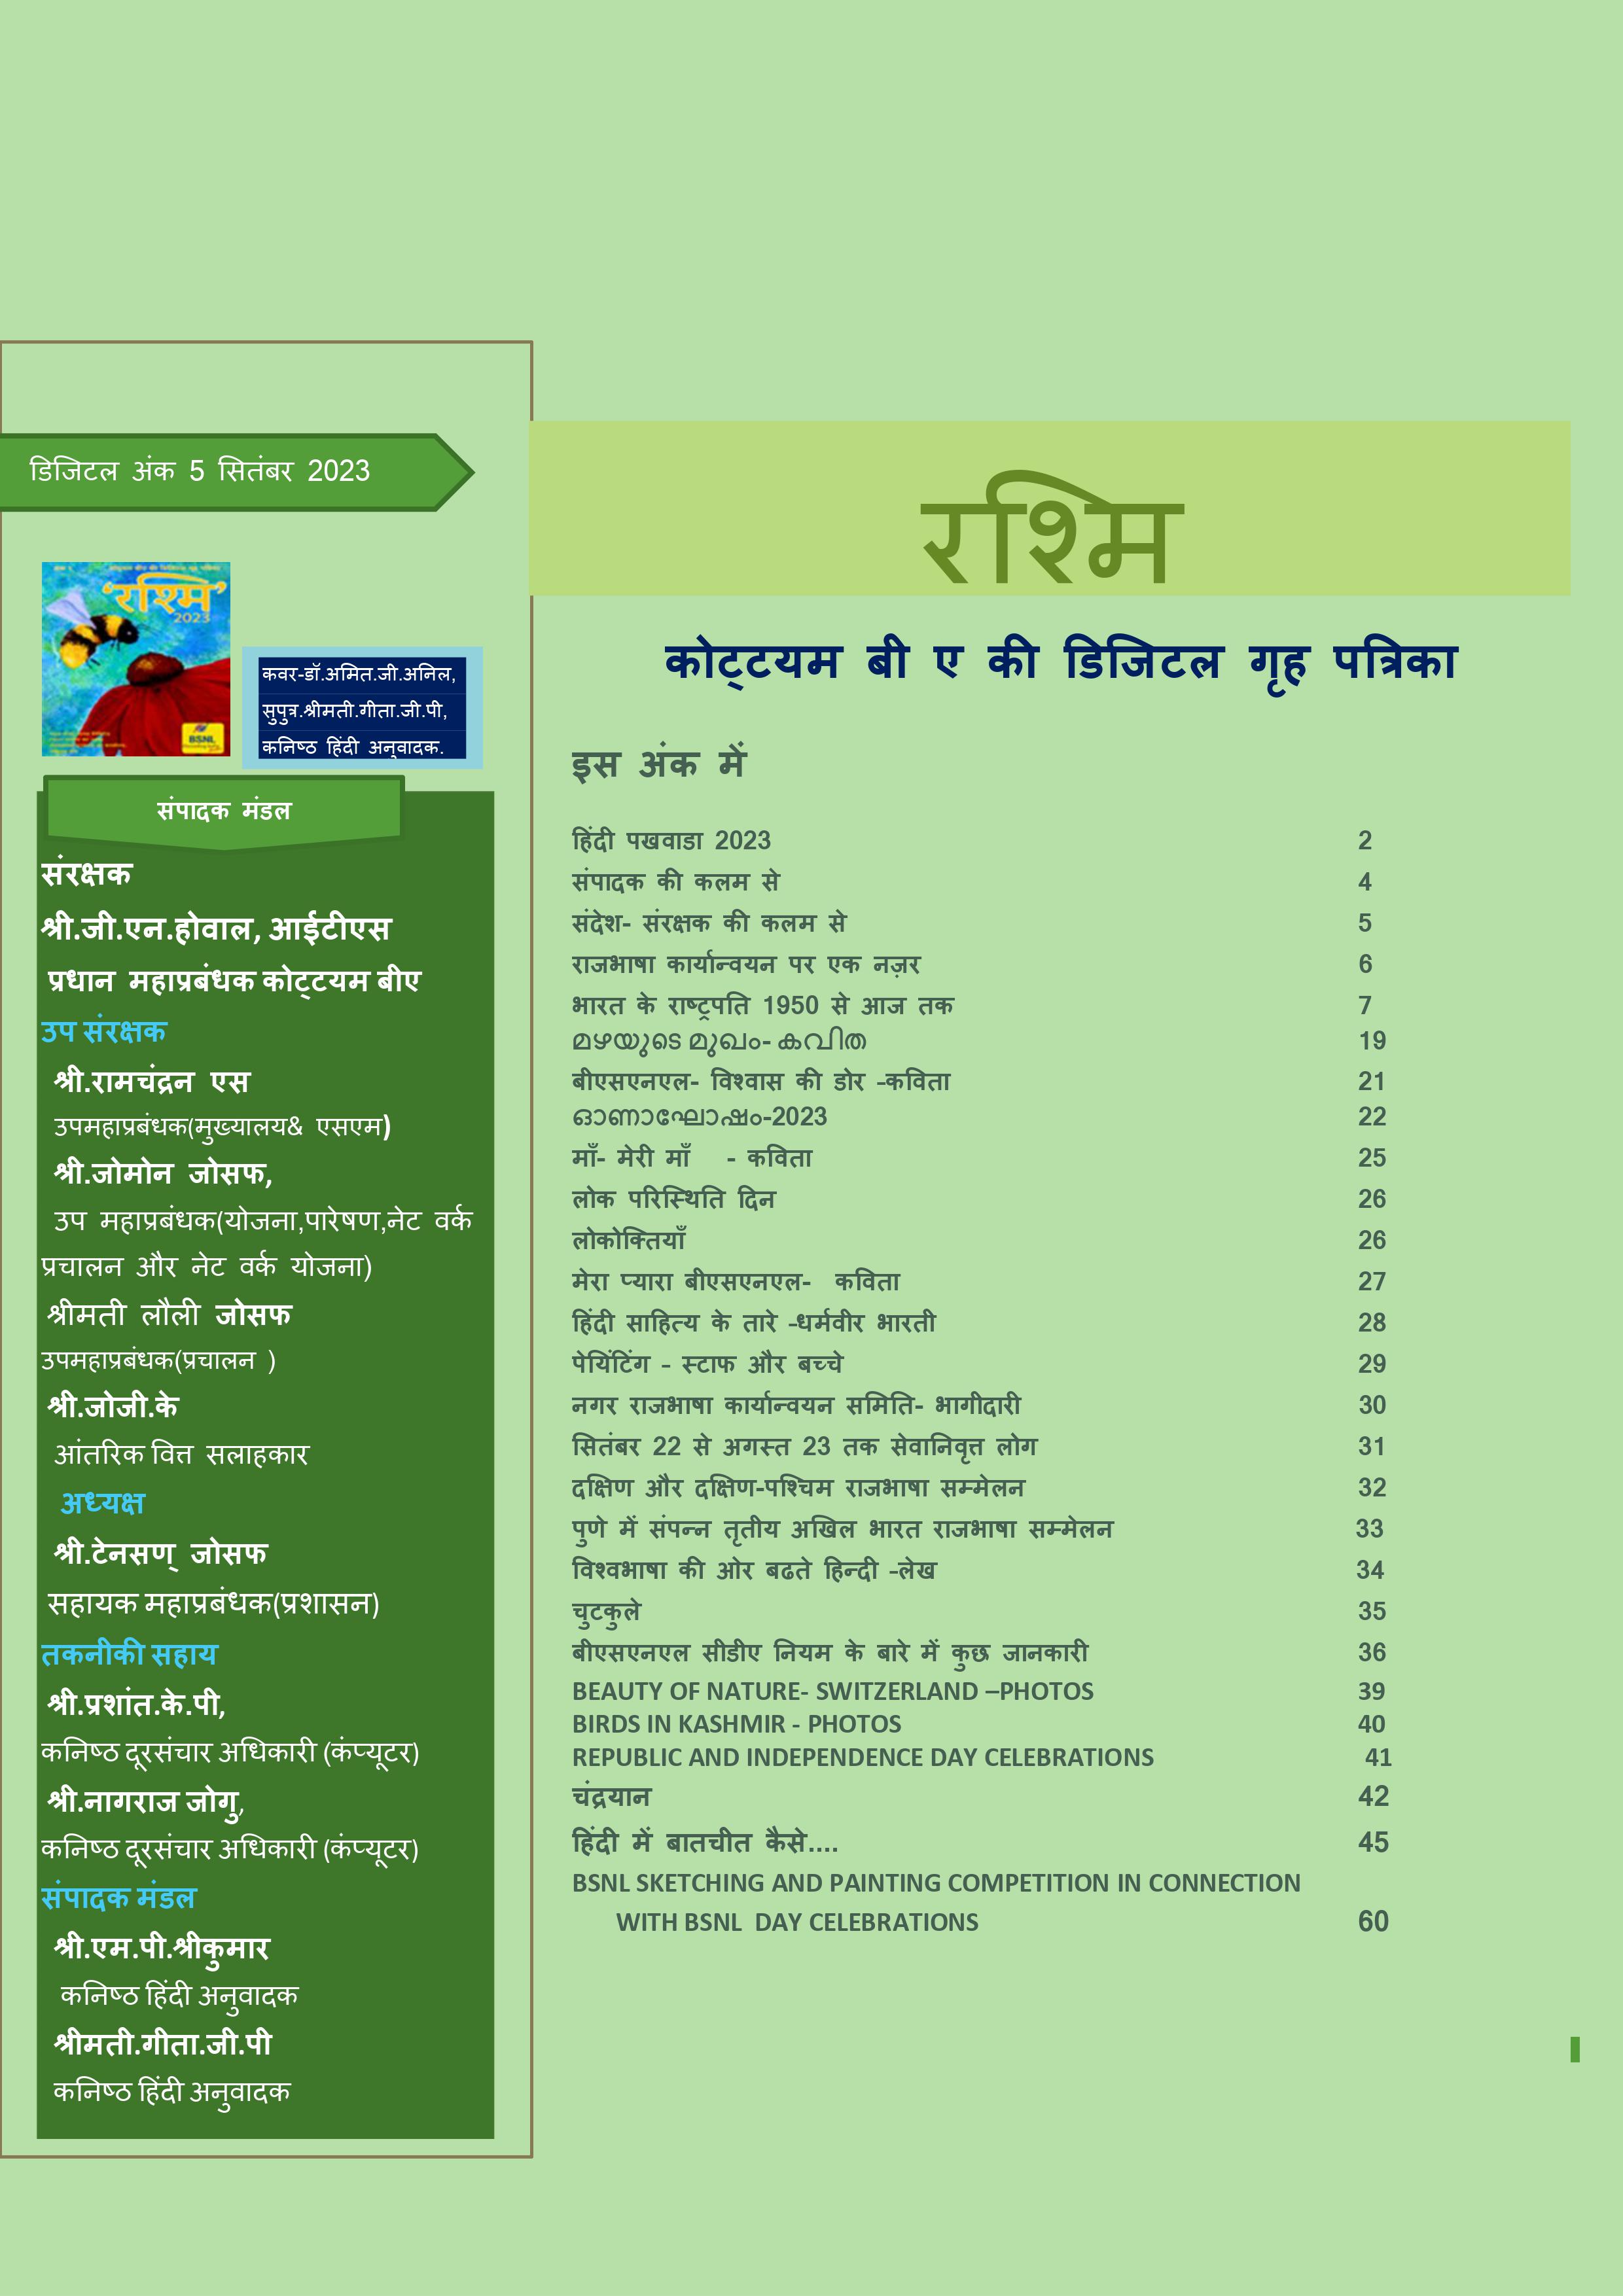 डिजिटल अंक 5 सितंबर 2023
‘रश्मि’
2023
BSNL
कवर-डॉ.अमित.जी.अनिल,
सुपुत्र.श्रीमती.गीता.जी.पी,
कनिष्ठ हिंदी अनुवादक.
संपादक मंडल
संरक्षक
श्री.जी.एन.होवाल, आईटीएस
प्रधान महाप्रबंधक कोट्टयम बीए
उप संरक्षक
श्री.रामचंद्रन एस
उपमहाप्रबंधक(मुख्यालय& एसएम)
श्री.जोमोन जोसफ,
उप महाप्रबंधक(योजना,पारेषण,नेट वर्क
प्रचालन और नेट वर्क योजना)
श्रीमती लौली जोसफ
उपमहाप्रबंधक(प्रचालन )
श्री.जोजी.के
आंतरिक वित्त सलाहकार
अध्यक्ष
श्री.टेनसण् जोसफ
सहायक महाप्रबंधक(प्रशासन)
तकनीकी सहाय
श्री.प्रशांत.के.पी,
कनिष्ठ दूरसंचार अधिकारी (कंप्यूटर)
श्री.नागराज जोगु,
कनिष्ठ दूरसंचार अधिकारी (कंप्यूटर)
संपादक मंडल
श्री.एम.पी.श्रीकुमार
कनिष्ठ हिंदी अनुवादक
श्रीमती.गीता.जी.पी
कनिष्ठ हिंदी अनुवादक
रश्मि
कोट्टयम बी ए की डिजिटल गृह पत्रिका
इस अंक में
हिंदी पखवाडा 2023 2
संपादक की कलम से 4
संदेश- संरक्षक की कलम से 5
राजभाषा कार्यान्वयन पर एक नज़र 6
भारत के राष्ट्रपति 1950 से आज तक 7
മഴയുടെ മുഖം- കവിത 19
बीएसएनएल- विश्वास की डोर –कविता 21
ഓണാഘോഷം-2023 22
माँ- मेरी माँ - कविता 25
लोक परिस्थिति दिन 26
लोकोक्तियाँ 26
मेरा प्यारा बीएसएनएल- कविता 27
हिंदी साहित्य के तारे –धर्मवीर भारती 28
पेयिंटिंग – स्टाफ और बच्चे 29
नगर राजभाषा कार्यान्वयन समिति- भागीदारी 30
सितंबर 22 से अगस्त 23 तक सेवानिवृत्त लोग 31
दक्षिण और दक्षिण-पश्चिम राजभाषा सम्मेलन 32
पुणे में संपन्न तृतीय अखिल भारत राजभाषा सम्मेलन 33
विश्वभाषा की ओर बढते हिन्दी –लेख 34
चुटकुले 35
बीएसएनएल सीडीए नियम के बारे में कुछ जानकारी 36
BEAUTY OF NATURE- SWITZERLAND –PHOTOS 39
BIRDS IN KASHMIR - PHOTOS 40
REPUBLIC AND INDEPENDENCE DAY CELEBRATIONS 41
चंद्रयान 42
हिंदी में बातचीत कैसे.... 45
BSNL SKETCHING AND PAINTING COMPETITION IN CONNECTION
WITH BSNL DAY CELEBRATIONS 60